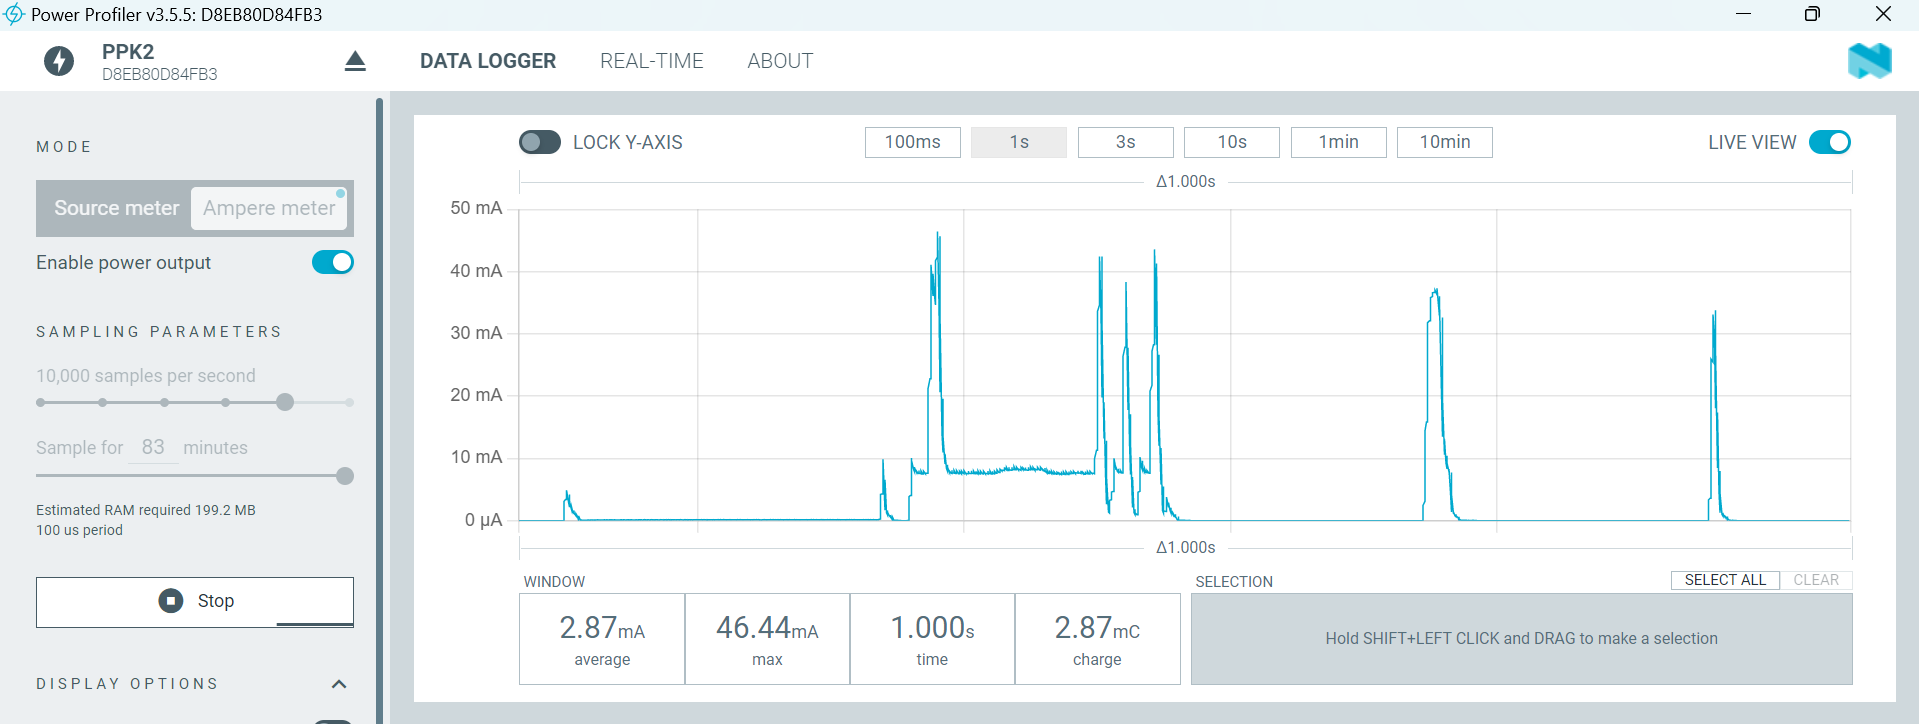 Power Profiler v3.5.5: D8EB80D84FB3
PPK2
D8EB80D84FB3
DATA LOGGER
REAL-TIME
ABOUT
MODE
Source meter
Ampere meter
Enable power output
SAMPLING PARAMETERS
10,000 samples per second
Sample for 83 minutes
Estimated RAM required 199.2 MB
100 us period
Stop
DISPLAY OPTIONS
LOCK Y-AXIS
100ms
1s
3s
10s
1min
10min
LIVE VIEW
Δ1.000s
50 mA
40 mA
30 mA
20 mA
10 mA
0 µA
Δ1.000s
WINDOW
2.87mA
average
46.44mA
max
1.000s
time
2.87mC
charge
SELECTION
SELECT ALL
CLEAR
Hold SHIFT+LEFT CLICK and DRAG to make a selection